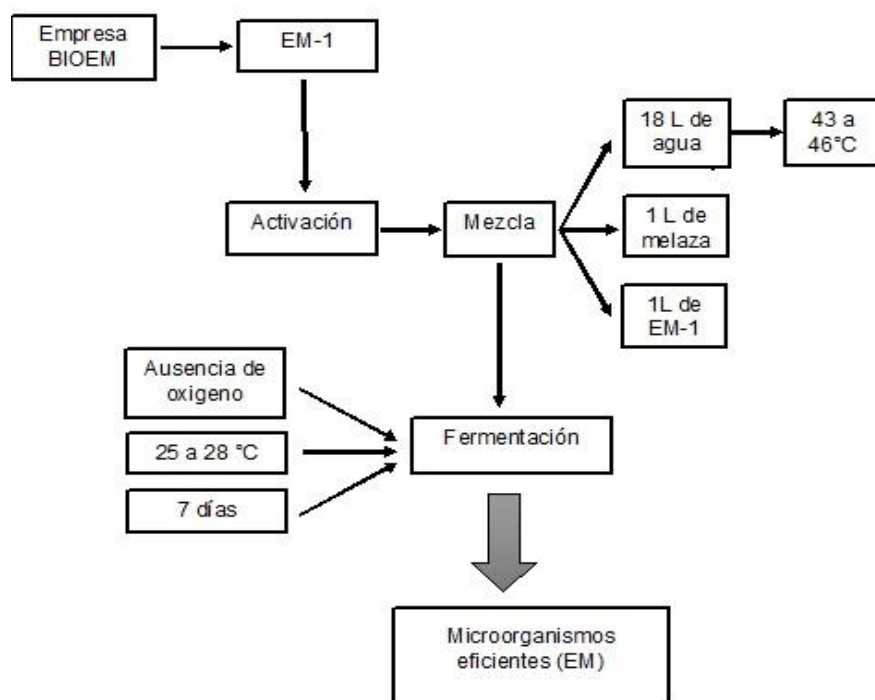 Empresa
BIOEM
EM-1
18 L de
agua
43 a
46°C
Activación
Mezcla
1 L de
melaza
1L de
EM-1
Ausencia de
oxigeno
25 a 28 °C
7 días
Fermentación
Microorganismos
eficientes (EM)